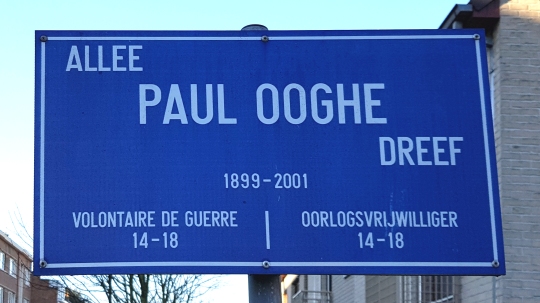 ALLEE
PAUL OOGHE
DREEF
1899-2001
VOLONTAIRE DE GUERRE
14-18
OORLOGSVRIJWILLIGER
14-18